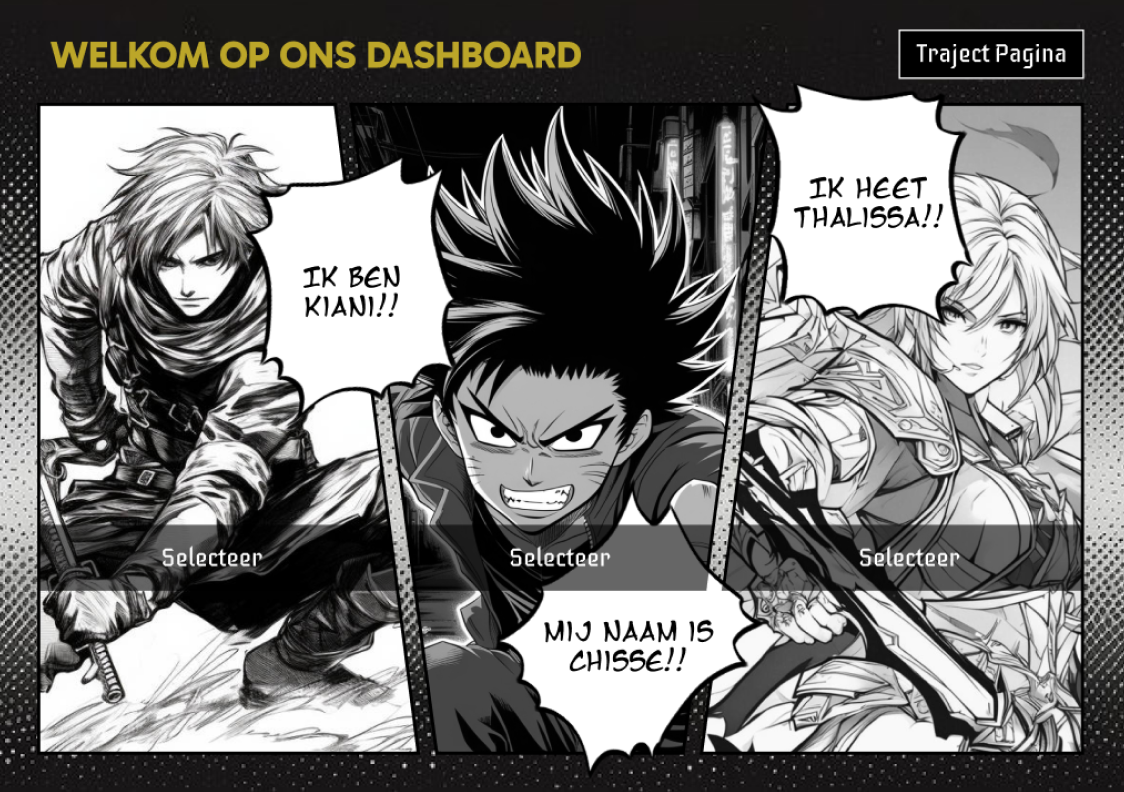 WELKOM OP ONS DASHBOARD
Traject Pagina
IK BEN
KIANI!!
IK HEET
THALISSA!!
Selecteer
Selecteer
Selecteer
MIJ NAAM IS
CHISSE!!